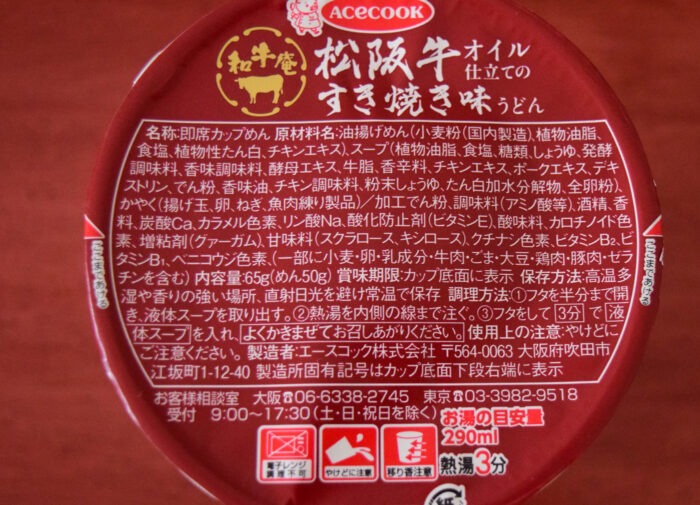 ACECOOK
和牛庵
松阪牛オイル仕立ての
すき焼き味うどん
名称:即席カップめん 原材料名:油揚げめん(小麦粉(国内製造)、植物油脂、
食塩、植物性たん白、チキンエキス)、スープ(植物油脂、食塩、糖類、しょうゆ、発酵
調味料、香味調味料、酵母エキス、牛脂、香辛料、チキンエキス、ポークエキス、デキ
ストリン、でん粉、香味油、チキン調味料、粉末しょうゆ、たん白加水分解物、全卵粉)、
かやく(揚げ玉、卵、ねぎ、魚肉練り製品)/加工でん粉、調味料(アミノ酸等)、酒精、香
料、炭酸Ca、カラメル色素、リン酸Na、酸化防止剤(ビタミンE)、酸味料、カロチノイド色
素、増粘剤(グァーガム)、甘味料(スクラロース、キシロース)、クチナシ色素、ビタミンB₂、ビ
タミンB₁、ベニコウジ色素、(一部に小麦・卵・乳成分・牛肉・ごま・大豆・鶏肉・豚肉・ゼラ
チンを含む) 内容量:65g(めん50g) 賞味期限:カップ底面に表示 保存方法:高温多
湿や香りの強い場所、直射日光を避け常温で保存 調理方法:①フタを半分まで開
き、液体スープを取り出す。②熱湯を内側の線まで注ぐ。③フタをして3分で液
体スープを入れ、よくかきまぜてお召しあがりください。 使用上の注意:やけどに
ご注意ください。 製造者:エースコック株式会社 〒564-0063 大阪府吹田市
江坂町1-12-40 製造所固有記号はカップ底面下段右端に表示
お客様相談室 大阪☎06-6338-2745 東京☎03-3982-9518
受付 9:00〜17:30(土・日・祝日を除く)
お湯の目安量
290ml
熱湯3分
電子レンジ
調理不可
やけどに注意
移り香注意
紙
ここまであける
ここまであける